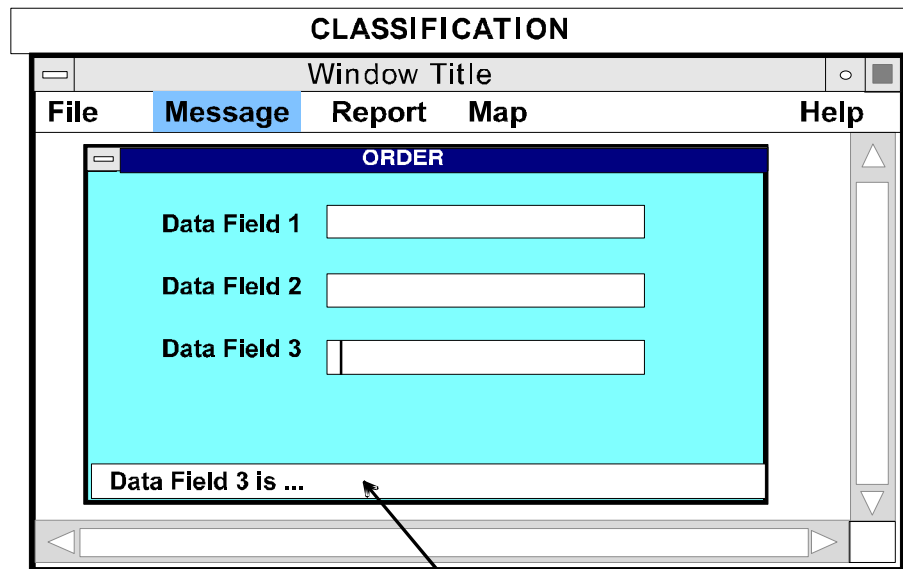 CLASSIFICATION
Window Title
File Message Report Map Help
ORDER
Data Field 1
Data FIeld 2
Data Field 3
Data Field 3 is ...